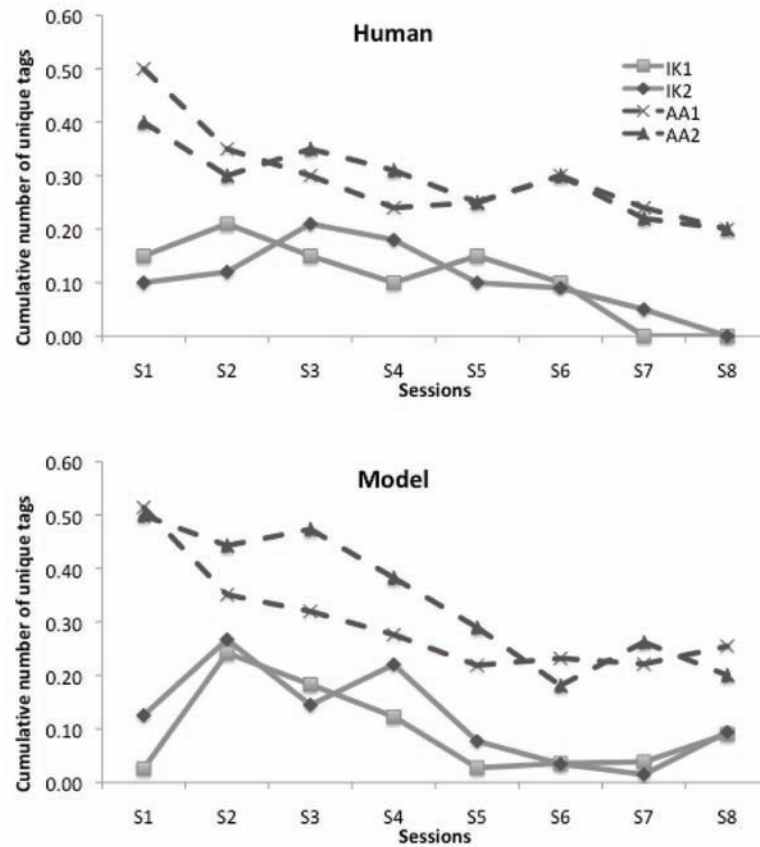 Human
Cumulative number of unique tags
0.60
0.50
0.40
0.30
0.20
0.10
0.00
IK1
IK2
AA1
AA2
S1 S2 S3 S4 S5 S6 S7 S8
Sessions
Model
Cumulative number of unique tags
0.60
0.50
0.40
0.30
0.20
0.10
0.00
S1 S2 S3 S4 S5 S6 S7 S8
Sessions